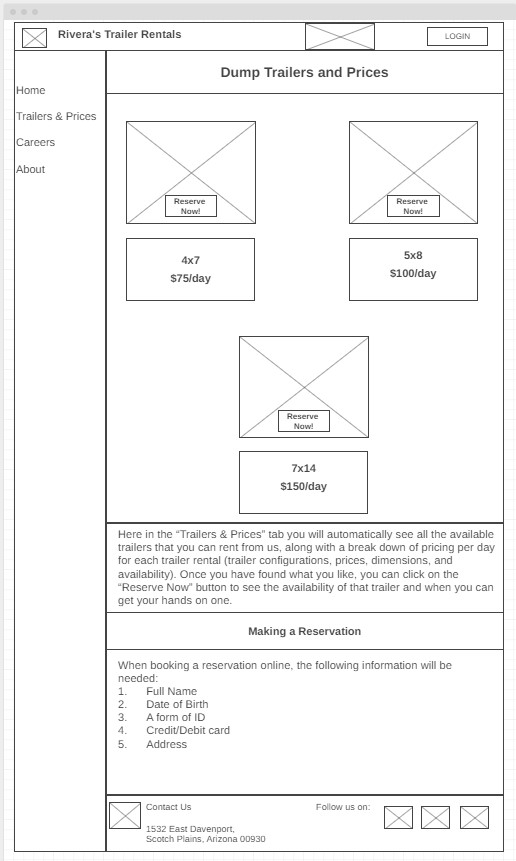 Rivera's Trailer Rentals
LOGIN
Dump Trailers and Prices
Home
Trailers & Prices
Careers
About
Reserve
Now!
Reserve
Now!
4x7
$75/day
5x8
$100/day
Reserve
Now!
7x14
$150/day
Here in the “Trailers & Prices” tab you will automatically see all the available
trailers that you can rent from us, along with a break down of pricing per day
for each trailer rental (trailer configurations, prices, dimensions, and
availability). Once you have found what you like, you can click on the
“Reserve Now” button to see the availability of that trailer and when you can
get your hands on one.
Making a Reservation
When booking a reservation online, the following information will be
needed:
1. Full Name
2. Date of Birth
3. A form of ID
4. Credit/Debit card
5. Address
Contact Us
Follow us on:
1532 East Davenport,
Scotch Plains, Arizona 00930